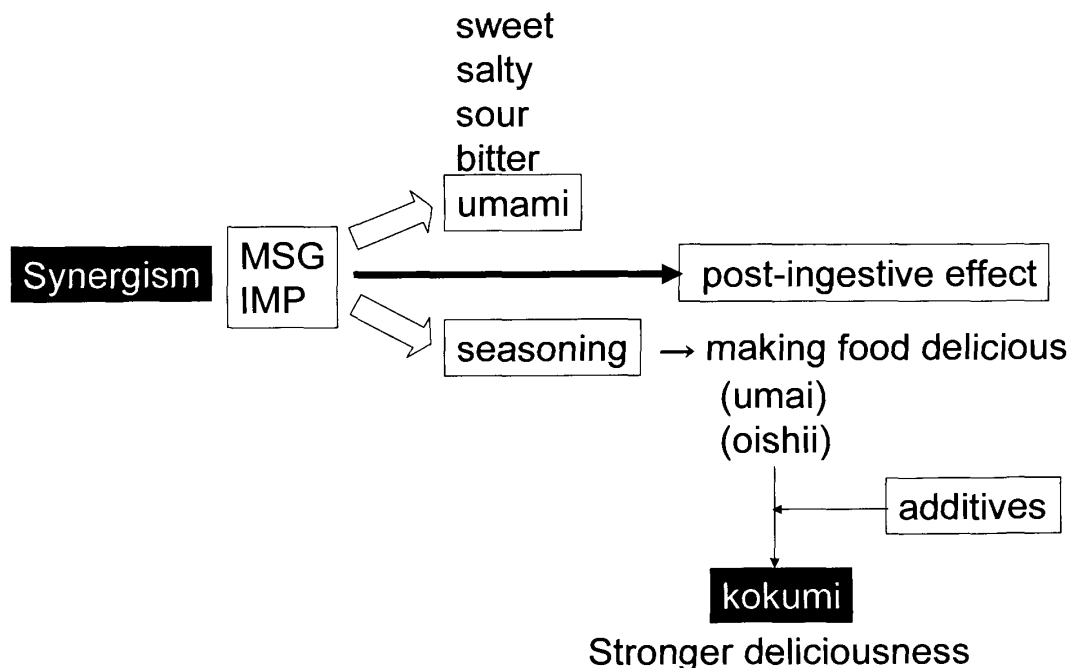 sweet
salty
sour
bitter
umami
Synergism
MSG
IMP
post-ingestive effect
seasoning → making food delicious
(umai)
(oishii)
additives
kokumi
Stronger deliciousness